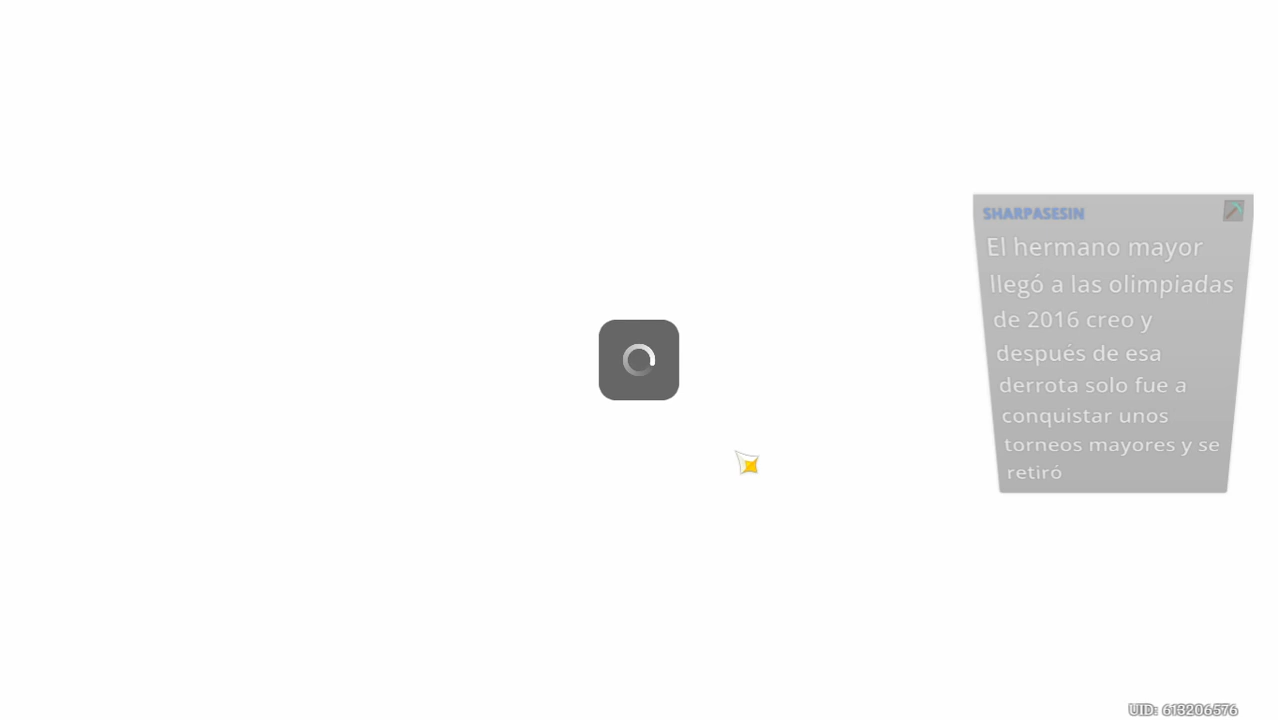 SHARPASESIN
El hermano mayor
llegó a las olimpiadas
de 2016 creo y
después de esa
derrota solo fue a
conquistar unos
torneos mayores y se
retiró
UID: 613206576